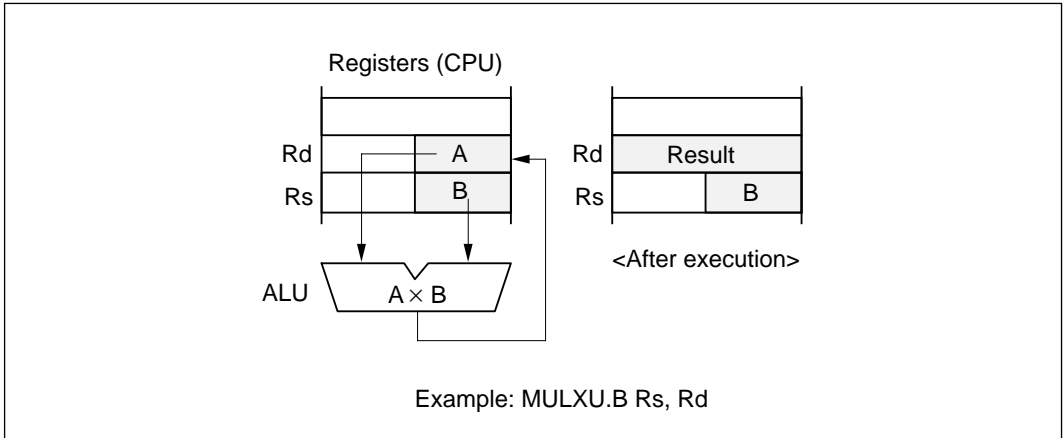 Registers (CPU)
Rd
A
Rs
B
ALU
A × B
Rd
Result
Rs
B
<After execution>
Example: MULXU.B Rs, Rd